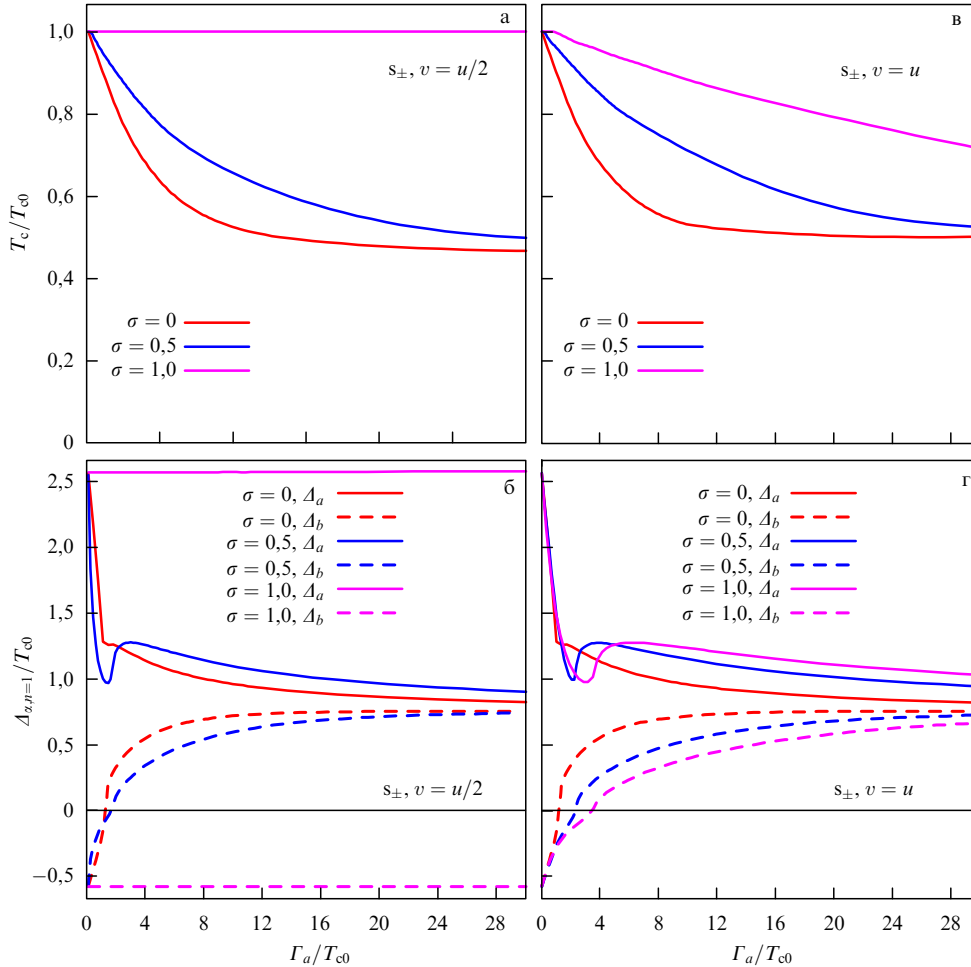 а
s±, v = u/2
1,0
0,8
0,6
0,4
0,2
0
Tc/Tc0
σ = 0
σ = 0,5
σ = 1,0
в
s±, v = u
σ = 0
σ = 0,5
σ = 1,0
б
2,5
2,0
1,5
1,0
0,5
0
−0,5
Δα,n=1/Tc0
σ = 0, Δa
σ = 0, Δb
σ = 0,5, Δa
σ = 0,5, Δb
σ = 1,0, Δa
σ = 1,0, Δb
s±, v = u/2
0 4 8 12 16 20 24 28
Γa/Tc0
г
σ = 0, Δa
σ = 0, Δb
σ = 0,5, Δa
σ = 0,5, Δb
σ = 1,0, Δa
σ = 1,0, Δb
s±, v = u
0 4 8 12 16 20 24 28
Γa/Tc0